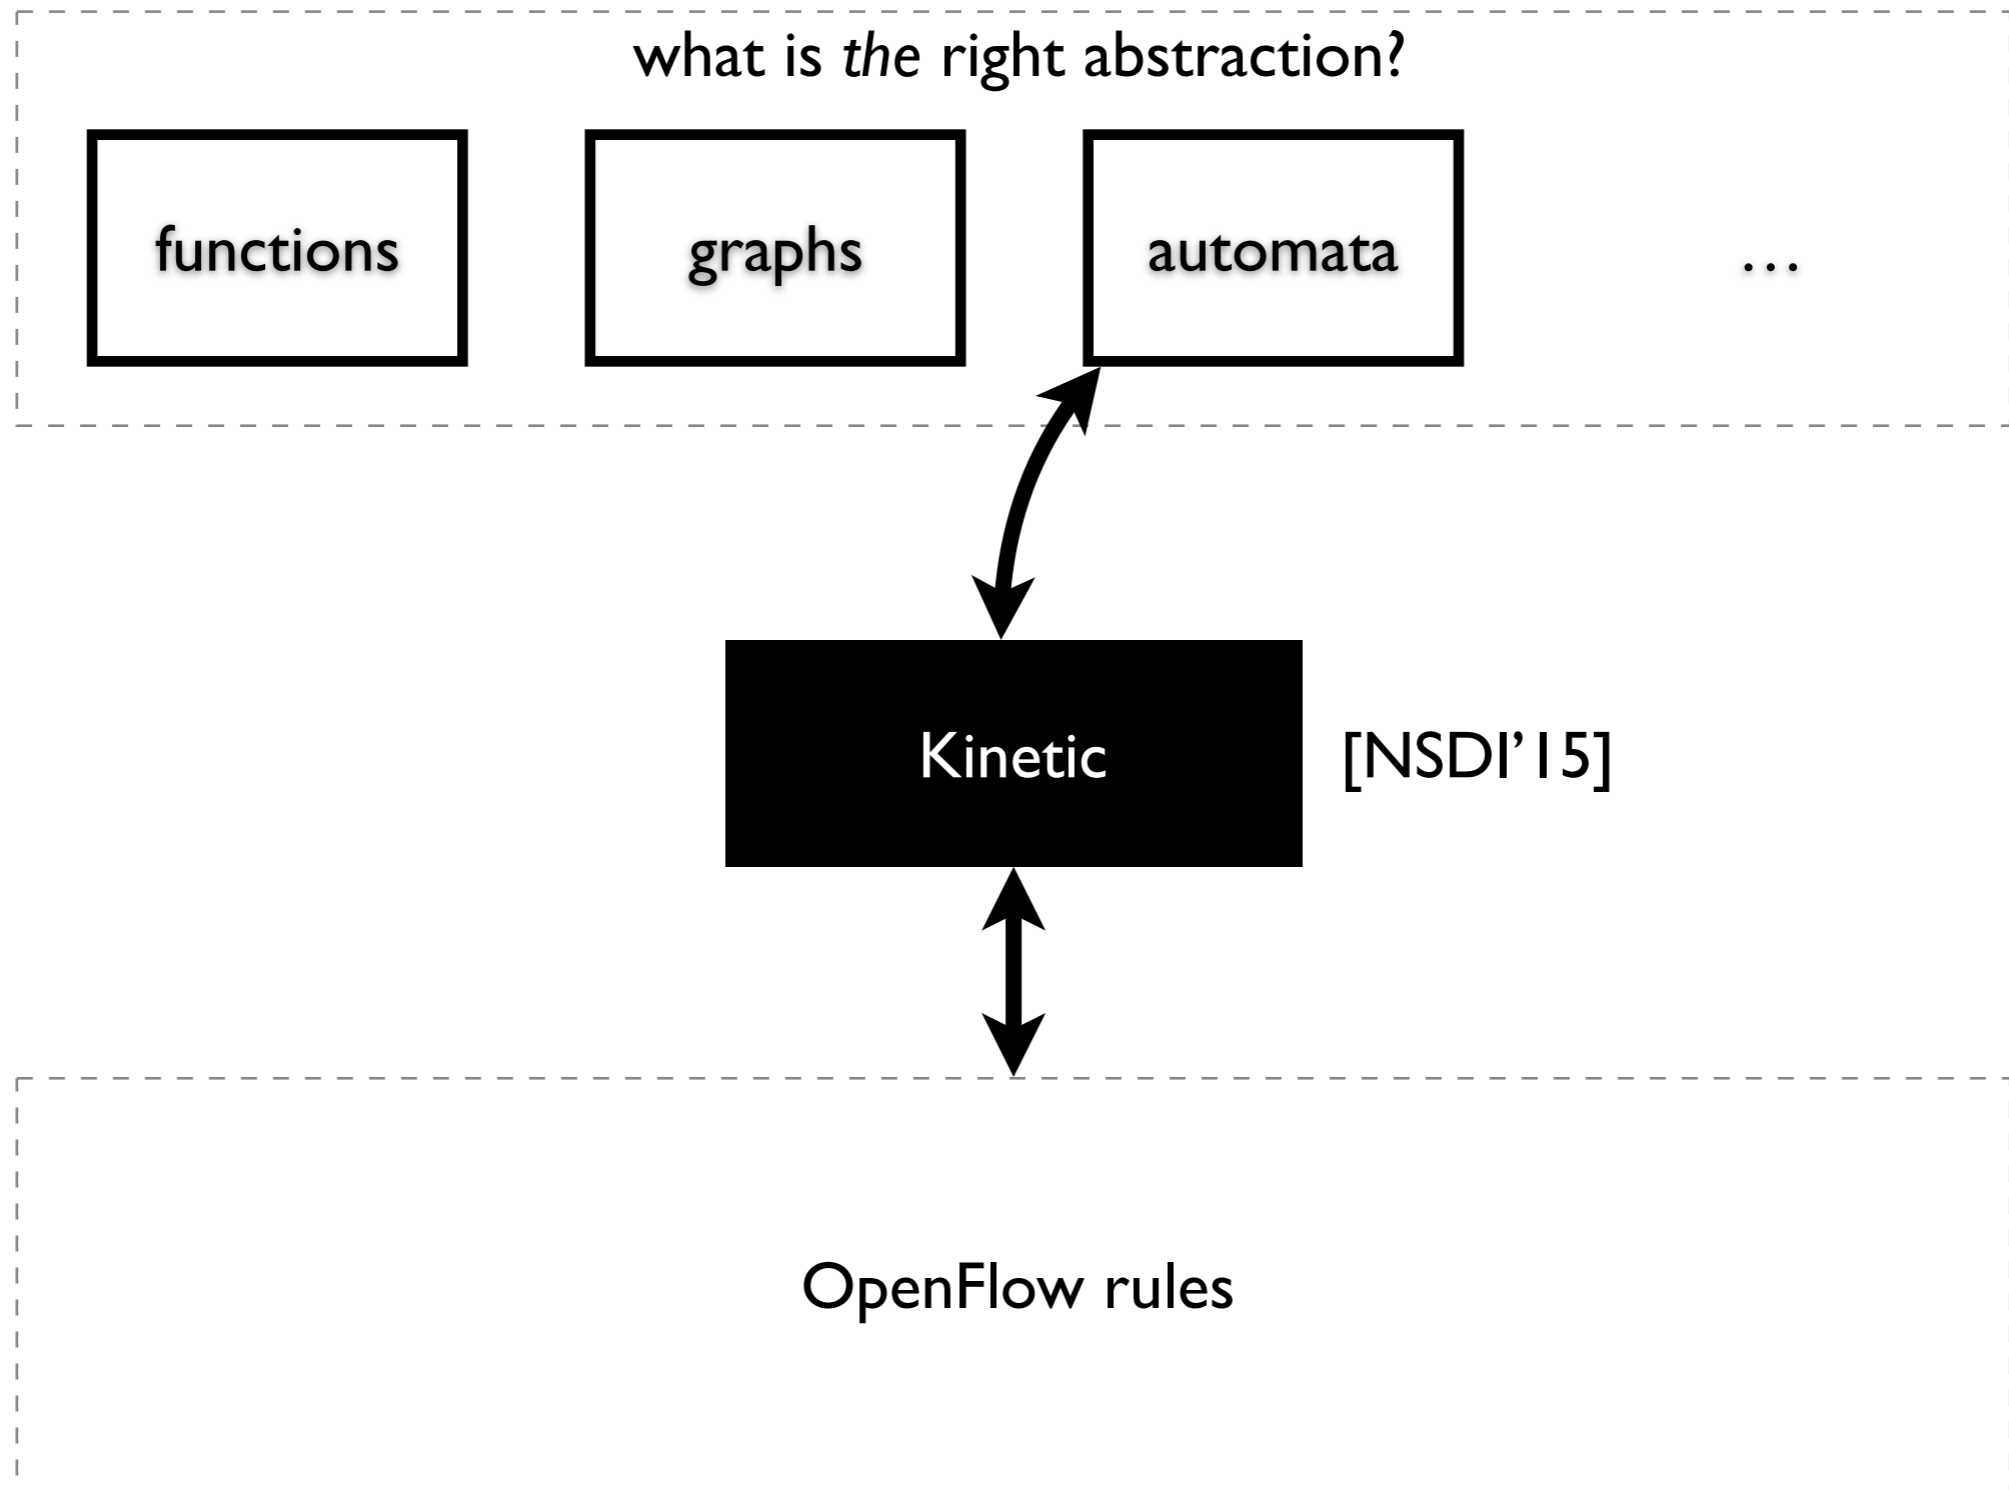 what is the right abstraction?
functions
graphs
automata
…
Kinetic
[NSDI’15]
OpenFlow rules